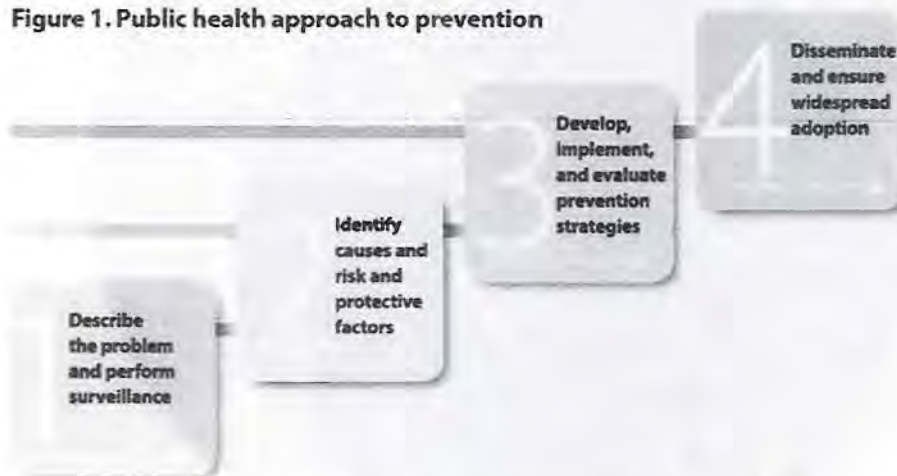 Figure 1. Public health approach to prevention
1
Describe
the problem
and perform
surveillance
Identify
causes and
risk and
protective
factors
3
Develop,
implement,
and evaluate
prevention
strategies
4
Disseminate
and ensure
widespread
adoption